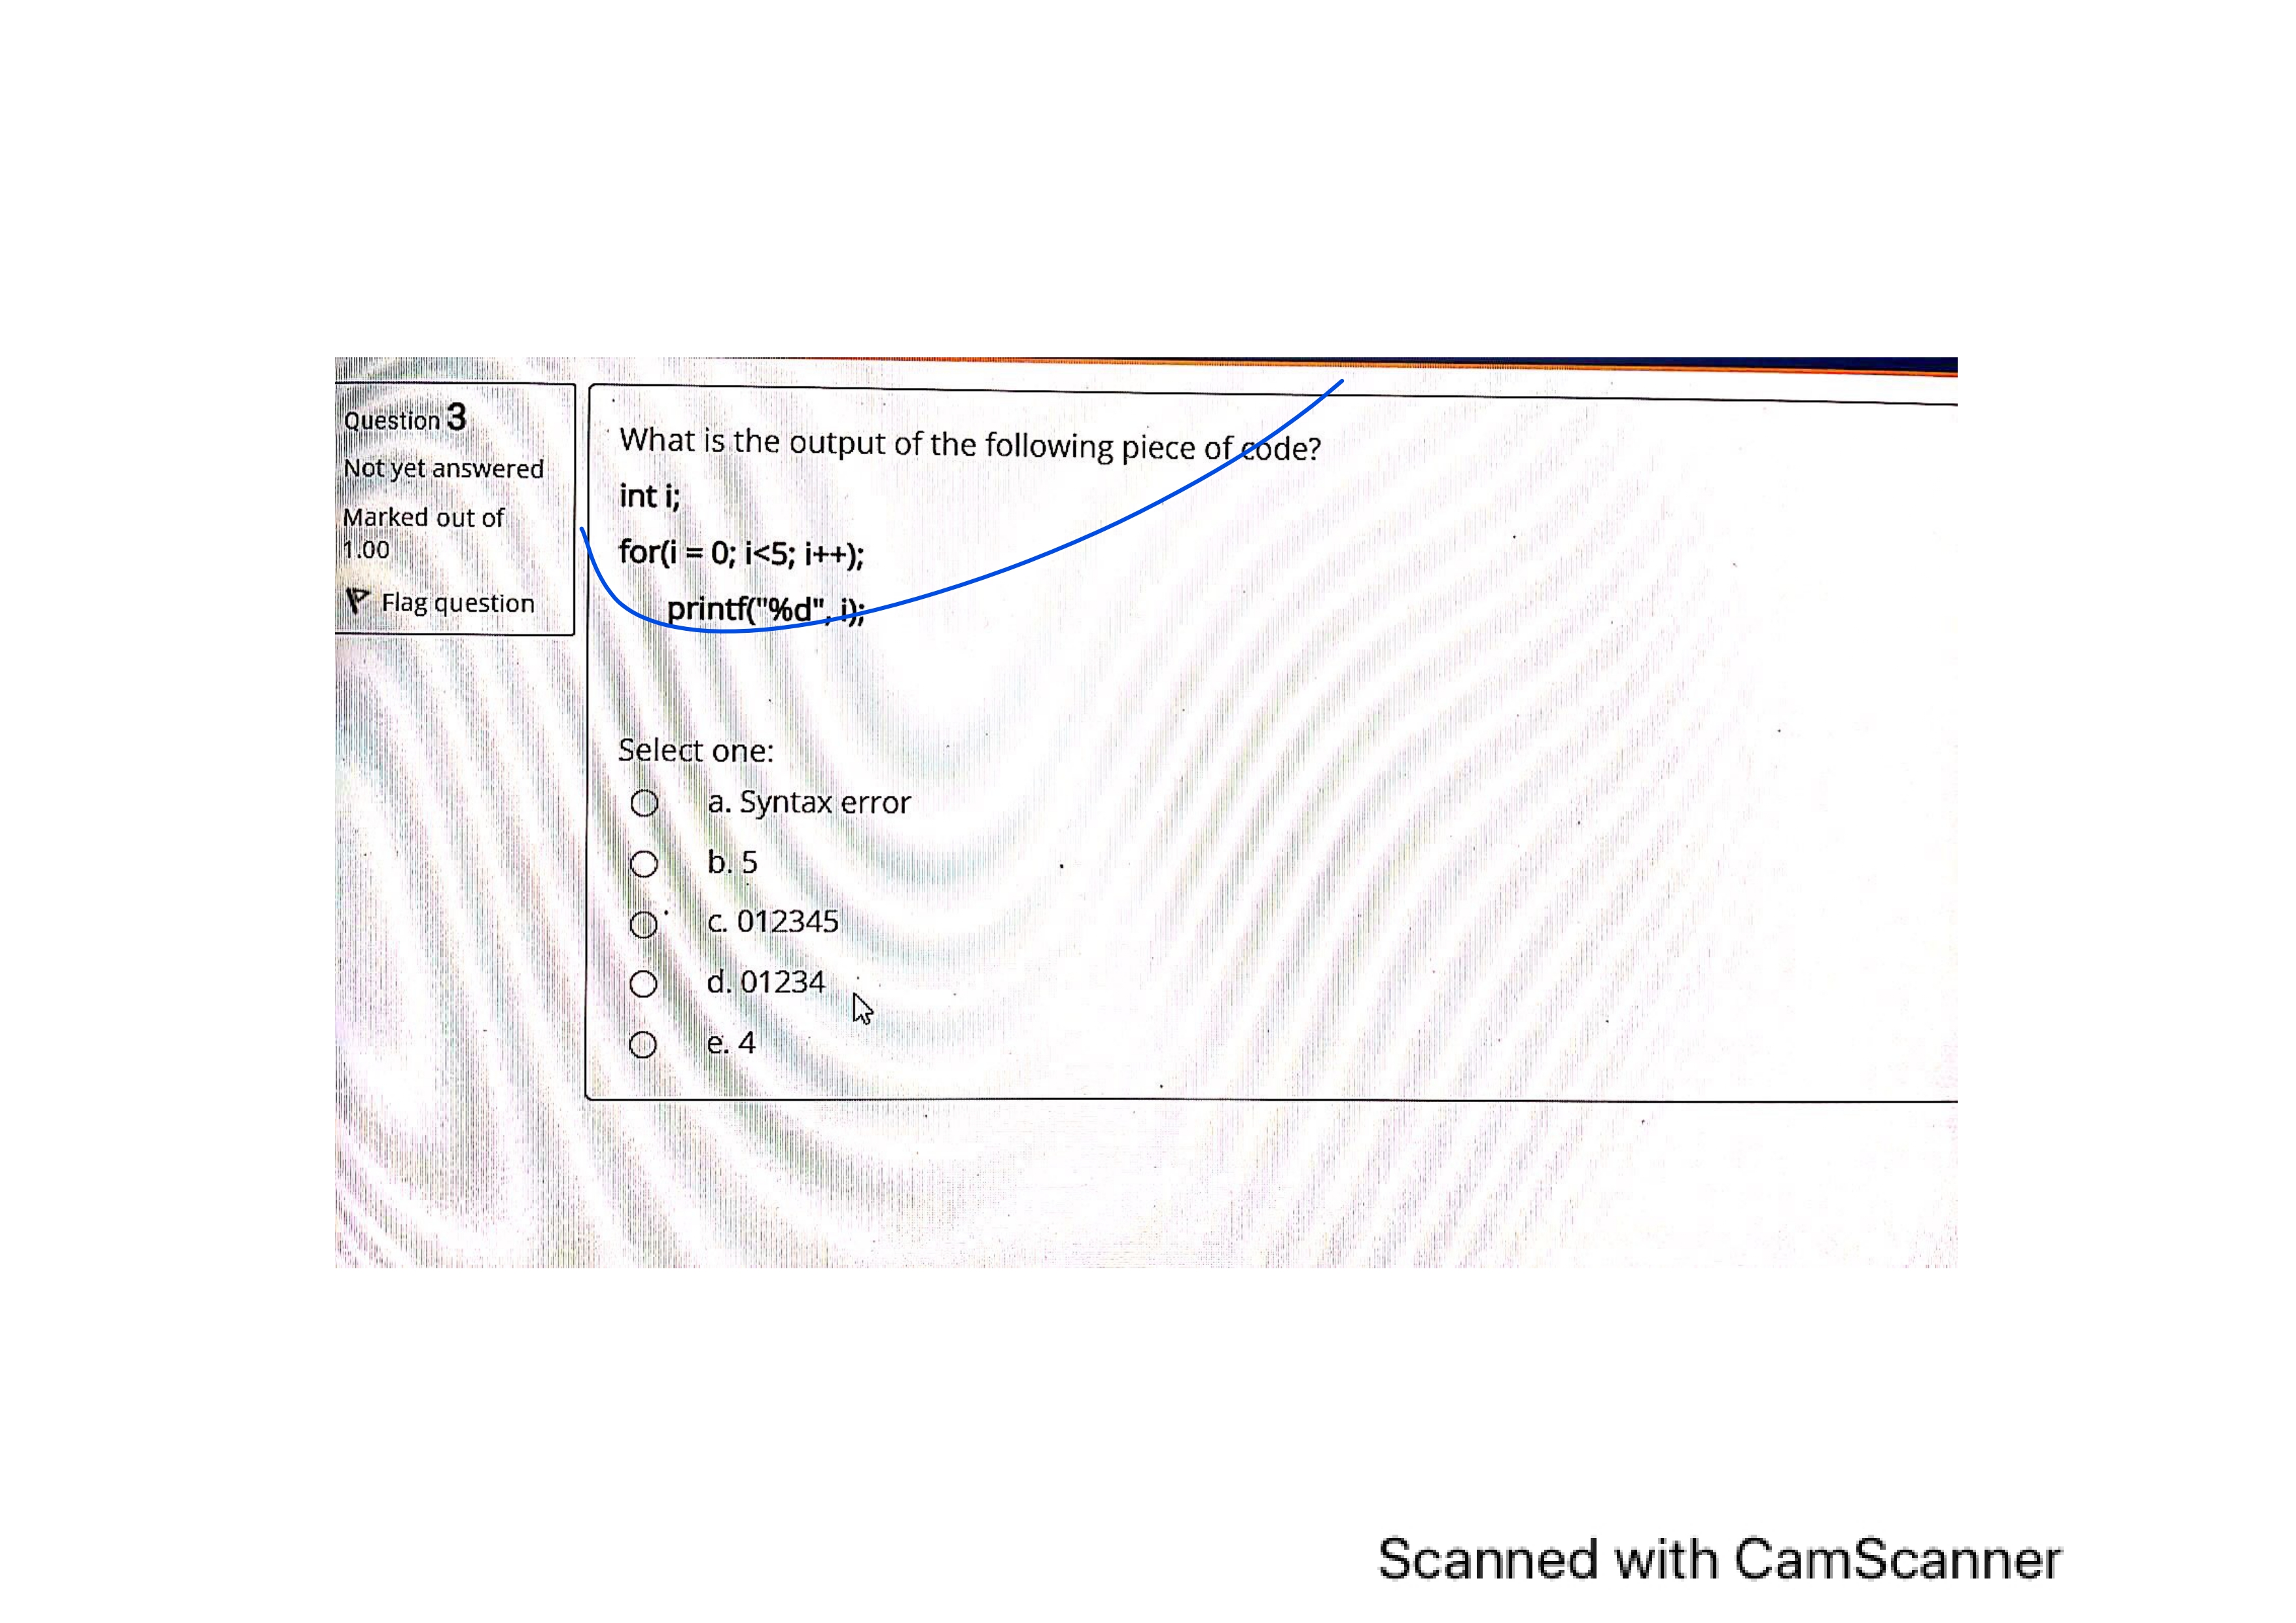 Question 3
Not yet answered
Marked out of
1.00
Flag question
What is the output of the following piece of code?
int i;
for(i = 0; i<5; i++);
printf("%d", i);
Select one:
a. Syntax error
b. 5
c. 012345
d. 01234
e. 4
Scanned with CamScanner